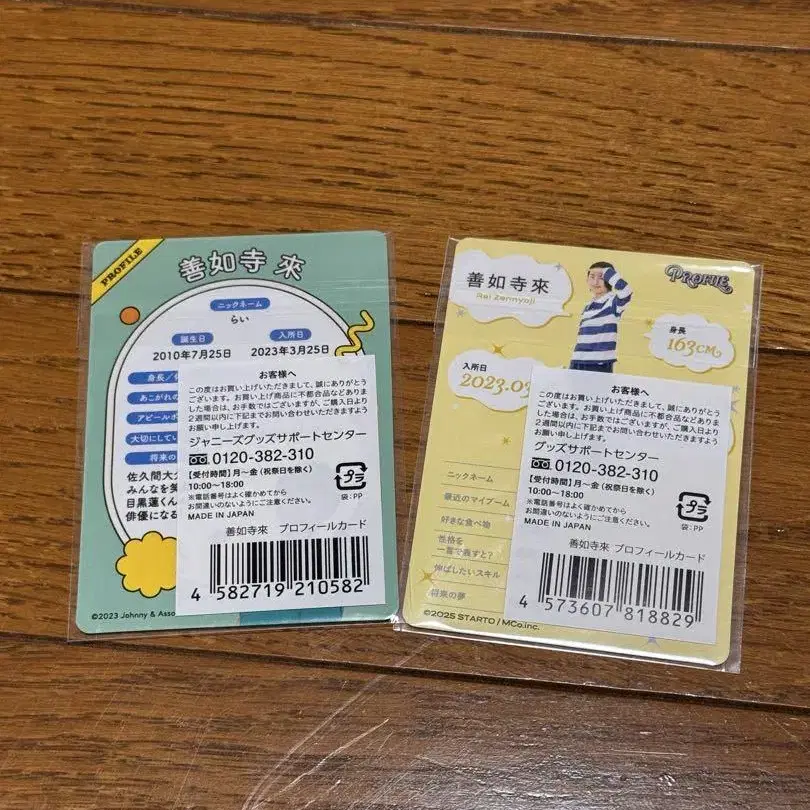 PROFILE
善如寺 來
ニックネーム
らい
誕生日
入所日
2010年7月25日
2023年3月25日
身長/
あこがれの
アピールポ
大切にしてい
将来の
佐久間大
みんなを笑
目黒蓮くん
俳優になる
お客様へ
この度はお買い上げいただきまして、誠にありがとうございます。お買い上げ商品に不都合品などありました場合は、お手数ではございますが、ご購入日より2週間以内に下記までお問い合わせいただきますようお願い申し上げます。
ジャニーズグッズサポートセンター
0120-382-310
【受付時間】月〜金(祝祭日を除く)
10:00〜18:00
※電話番号はよく確かめてからお間違いのないようにご注意ください。
MADE IN JAPAN
プラ
袋:PP
善如寺來 プロフィールカード
4 582719 210582
©2023 Johnny & Asso
善如寺來
Rei Zennyoji
PROFILE
身長
163CM
入所日
2023.03
ニックネーム
最近のマイブーム
好きな食べ物
性格を
一言で表すと?
伸ばしたいスキル
将来の夢
お客様へ
この度はお買い上げいただきまして、誠にありがとうございます。お買い上げ商品に不都合品などありました場合は、お手数ではございますが、ご購入日より2週間以内に下記までお問い合わせいただきますようお願い申し上げます。
グッズサポートセンター
0120-382-310
【受付時間】月〜金(祝祭日を除く)
10:00〜18:00
※電話番号はよく確かめてからお間違いのないようにご注意ください。
MADE IN JAPAN
プラ
袋:PP
善如寺來 プロフィールカード
4 573607 818829
©2025 STARTO / MCo.inc.